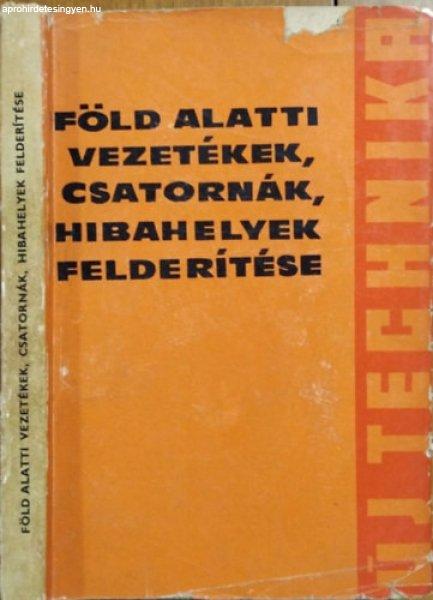 aprohirdetesingyen.hu
FÖLD ALATTI VEZETÉKEK, CSATORNÁK, HIBAHELYEK FELDERÍTÉSE
FÖLD ALATTI
VEZETÉKEK,
CSATORNÁK,
HIBAHELYEK
FELDERÍTÉSE
ÚJ TECHNIKA